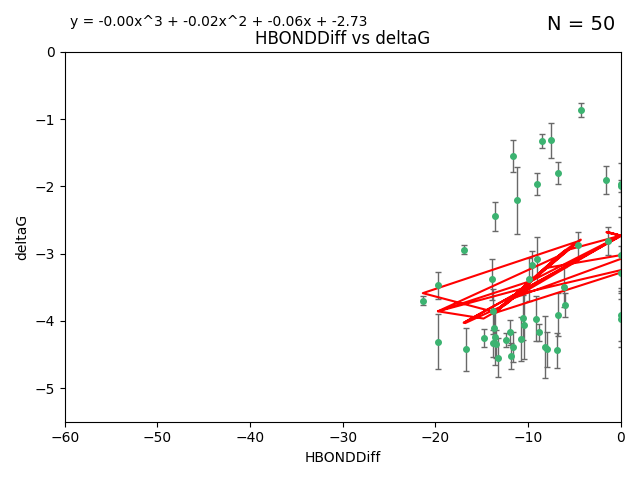 y = -0.00x^3 + -0.02x^2 + -0.06x + -2.73
N = 50
HBONDDiff vs deltaG
0
−1
−2
−3
−4
−5
deltaG
−60 −50 −40 −30 −20 −10 0
HBONDDiff